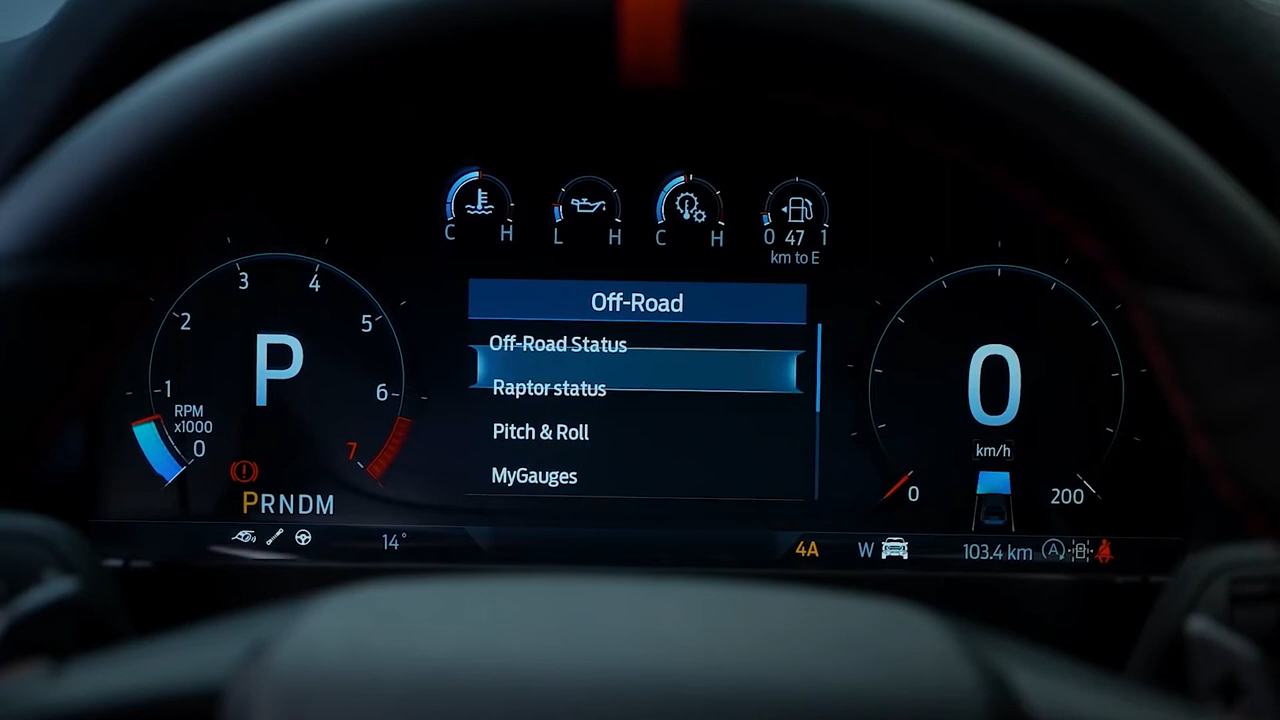 C H
L H
C H
0 47 1
km to E
Off-Road
Off-Road Status
Raptor status
Pitch & Roll
MyGauges
3 4
2 5
1 6
RPM
x1000
0 7
P
PRNDM
0
km/h
0 200
14°
4A W 103.4 km A